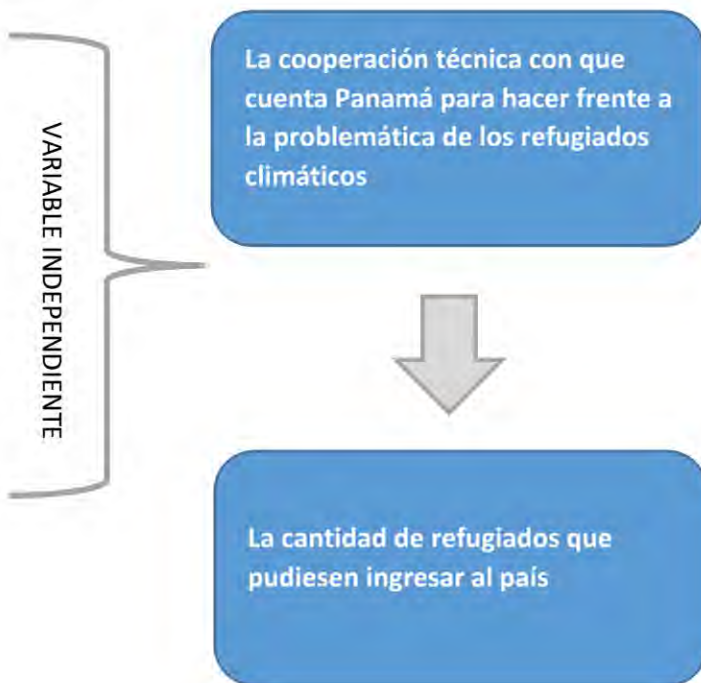 VARIABLE INDEPENDIENTE
La cooperación técnica con que
cuenta Panamá para hacer frente a
la problemática de los refugiados
climáticos
La cantidad de refugiados que
pudiesen ingresar al país